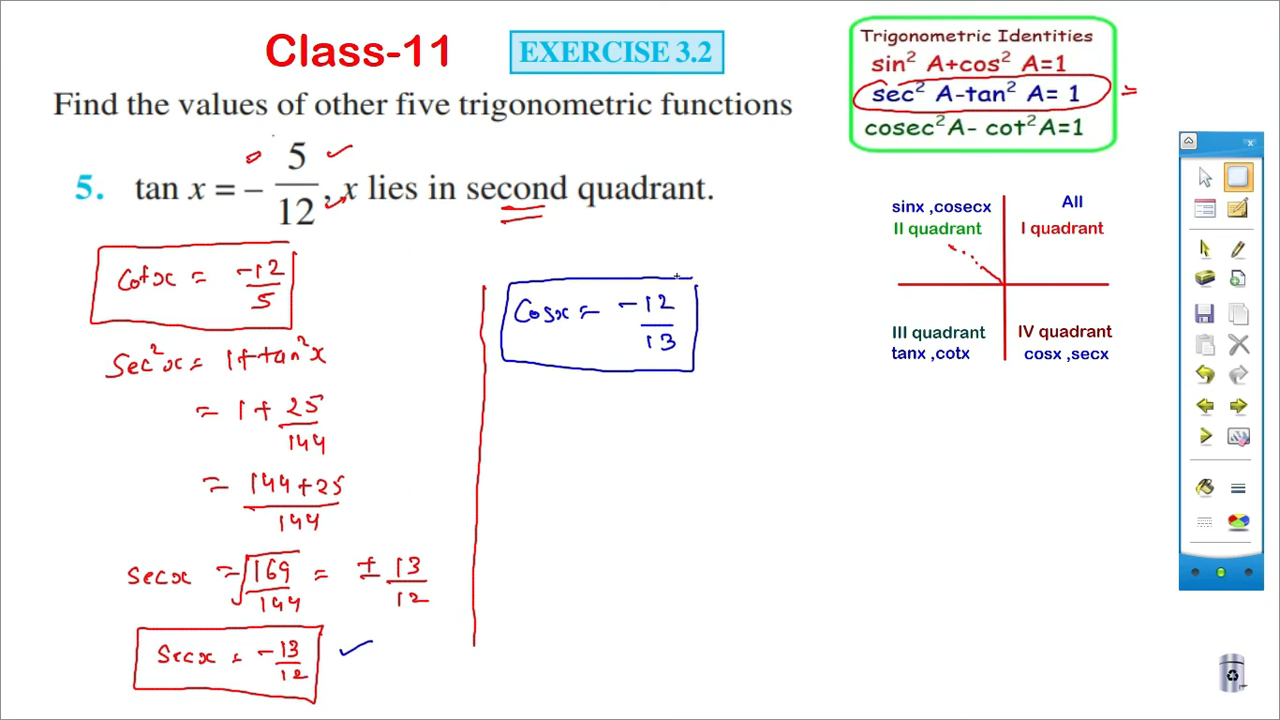 Class-11
EXERCISE 3.2
Trigonometric Identities
sin² A+cos² A=1
sec² A-tan² A= 1 =
cosec²A- cot²A=1
Find the values of other five trigonometric functions
5. tan x = – 5/12, x lies in second quadrant.
sinx ,cosecx
II quadrant
All
I quadrant
III quadrant
tanx ,cotx
IV quadrant
cosx ,secx
Cotx = -12/5
Sec²x = 1+tan²x
= 1 + 25/144
= 144+25/144
secx = √169/144 = ± 13/12
Secx = -13/12
Cosx = -12/13